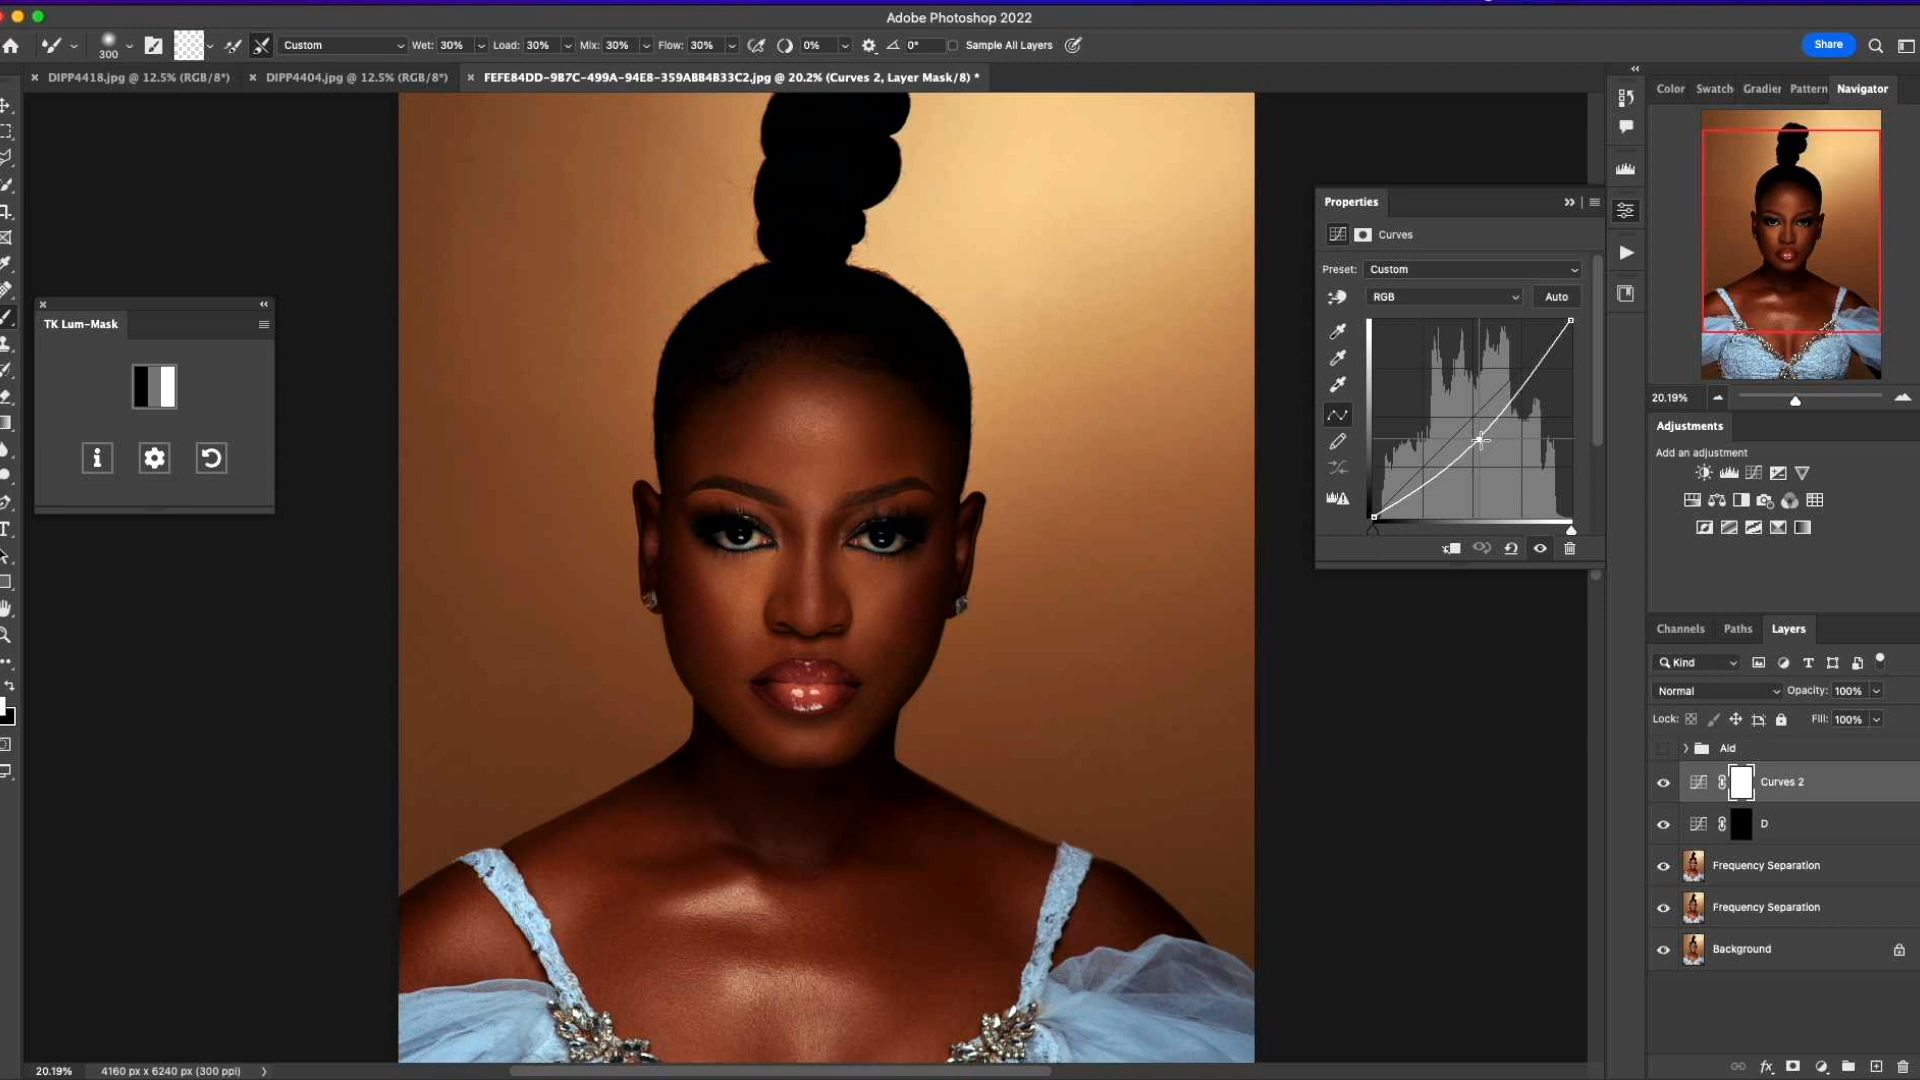 Adobe Photoshop 2022
300
Custom
Wet: 30%
Load: 30%
Mix: 30%
Flow: 30%
0%
0°
Sample All Layers
Share
DIPP4418.jpg @ 12.5% (RGB/8*)
DIPP4404.jpg @ 12.5% (RGB/8*)
FEFE84DD-9B7C-499A-94E8-359ABB4B33C2.jpg @ 20.2% (Curves 2, Layer Mask/8) *
Color
Swatch
Gradier
Pattern
Navigator
TK Lum-Mask
Properties
Curves
Preset: Custom
RGB
Auto
20.19%
Adjustments
Add an adjustment
Channels
Paths
Layers
Kind
Normal
Opacity: 100%
Lock:
Fill: 100%
Aid
Curves 2
D
Frequency Separation
Frequency Separation
Background
20.19%
4160 px x 6240 px (300 ppi)
fx